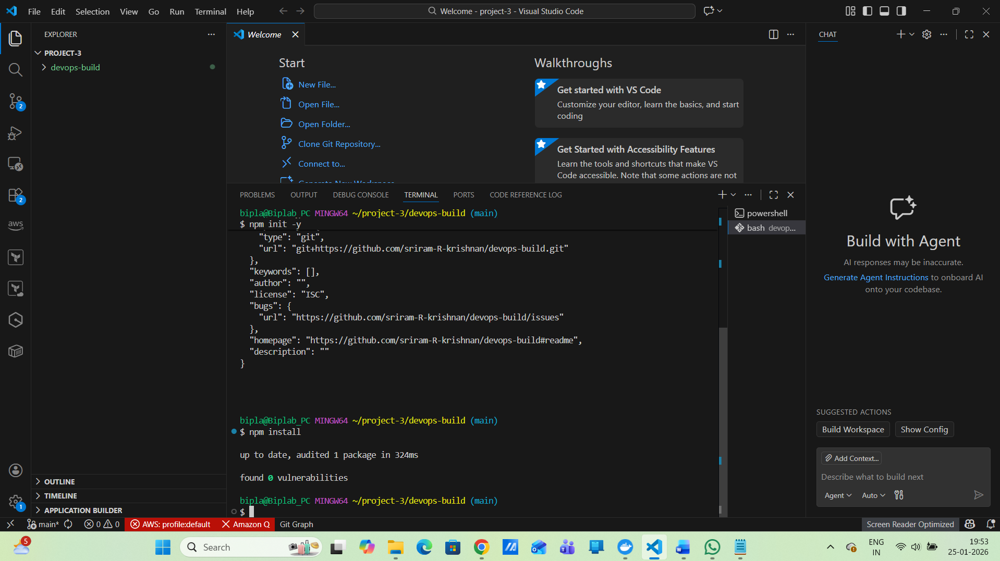 File Edit Selection View Go Run Terminal Help
Welcome - project-3 - Visual Studio Code
EXPLORER
PROJECT-3
devops-build
2
2
aws
OUTLINE
TIMELINE
APPLICATION BUILDER
1
Welcome
Start
New File...
Open File...
Open Folder...
Clone Git Repository...
Connect to...
Generate New Workspace...
Walkthroughs
Get started with VS Code
Customize your editor, learn the basics, and start
coding
Get Started with Accessibility Features
Learn the tools and shortcuts that make VS
Code accessible. Note that some actions are not
PROBLEMS OUTPUT DEBUG CONSOLE TERMINAL PORTS CODE REFERENCE LOG
bipla@Biplab_PC MINGW64 ~/project-3/devops-build (main)
$ npm init -y
"type": "git",
"url": "git+https://github.com/sriram-R-krishnan/devops-build.git"
},
"keywords": [],
"author": "",
"license": "ISC",
"bugs": {
"url": "https://github.com/sriram-R-krishnan/devops-build/issues"
},
"homepage": "https://github.com/sriram-R-krishnan/devops-build#readme",
"description": ""
}
bipla@Biplab_PC MINGW64 ~/project-3/devops-build (main)
$ npm install
up to date, audited 1 package in 324ms
found 0 vulnerabilities
bipla@Biplab_PC MINGW64 ~/project-3/devops-build (main)
$
powershell
bash devop...
CHAT
Build with Agent
AI responses may be inaccurate.
Generate Agent Instructions to onboard AI
onto your codebase.
SUGGESTED ACTIONS
Build Workspace Show Config
Add Context...
Describe what to build next
Agent Auto
main* 0 0 AWS: profile:default Amazon Q Git Graph
Screen Reader Optimized
5
Search
ENG
IN
19:53
25-01-2026